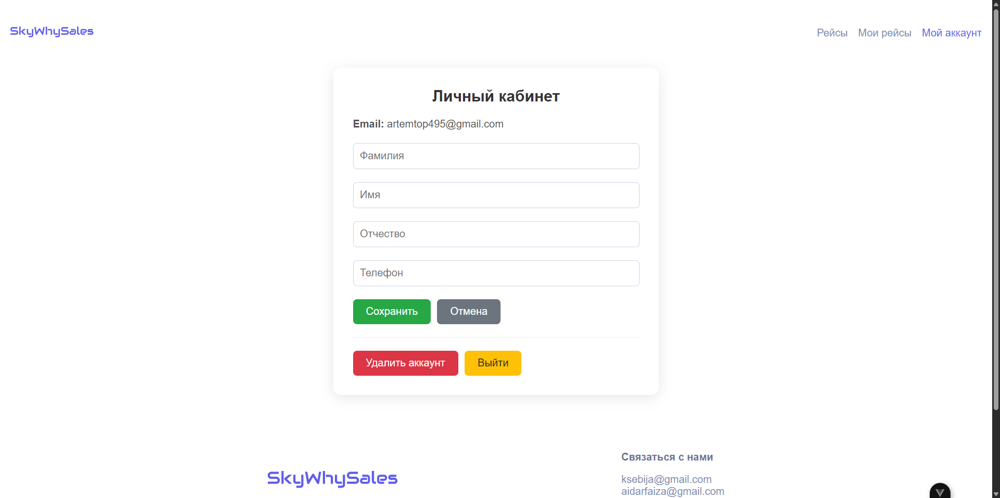 SkyWhySales
Рейсы Мои рейсы Мой аккаунт
Личный кабинет
Email: artemtop495@gmail.com
Фамилия
Имя
Отчество
Телефон
Сохранить Отмена
Удалить аккаунт Выйти
SkyWhySales
Связаться с нами
ksebija@gmail.com
aidarfaiza@gmail.com